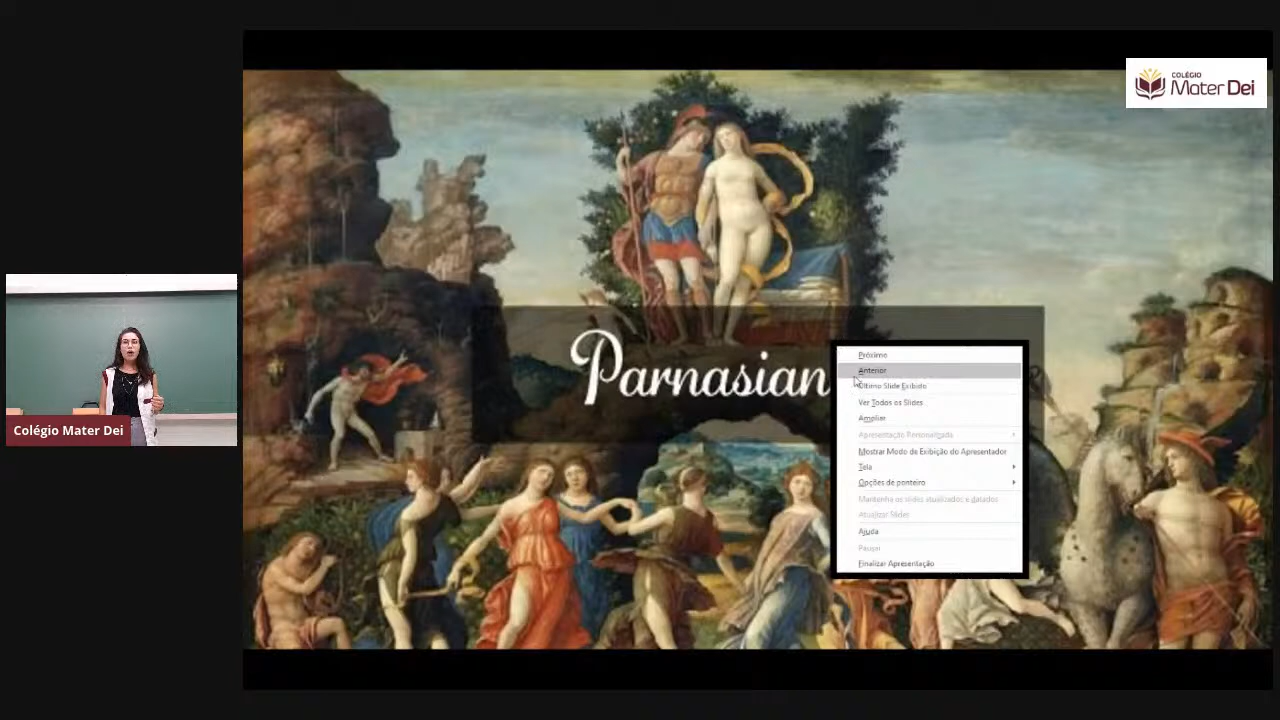 COLÉGIO
Mater Dei
Parnasian
Próximo
Anterior
Último Slide Exibido
Ver Todos os Slides
Ampliar
Apresentação Personalizada
Mostrar Modo de Exibição do Apresentador
Tela
Opções de ponteiro
Mantenha os slides atualizados e datados
Atualizar Slides
Ajuda
Pausar
Finalizar Apresentação
Colégio Mater Dei